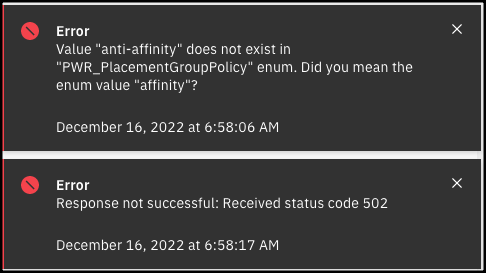 Error
Value "anti-affinity" does not exist in
"PWR_PlacementGroupPolicy" enum. Did you mean the
enum value "affinity"?
December 16, 2022 at 6:58:06 AM
Error
Response not successful: Received status code 502
December 16, 2022 at 6:58:17 AM